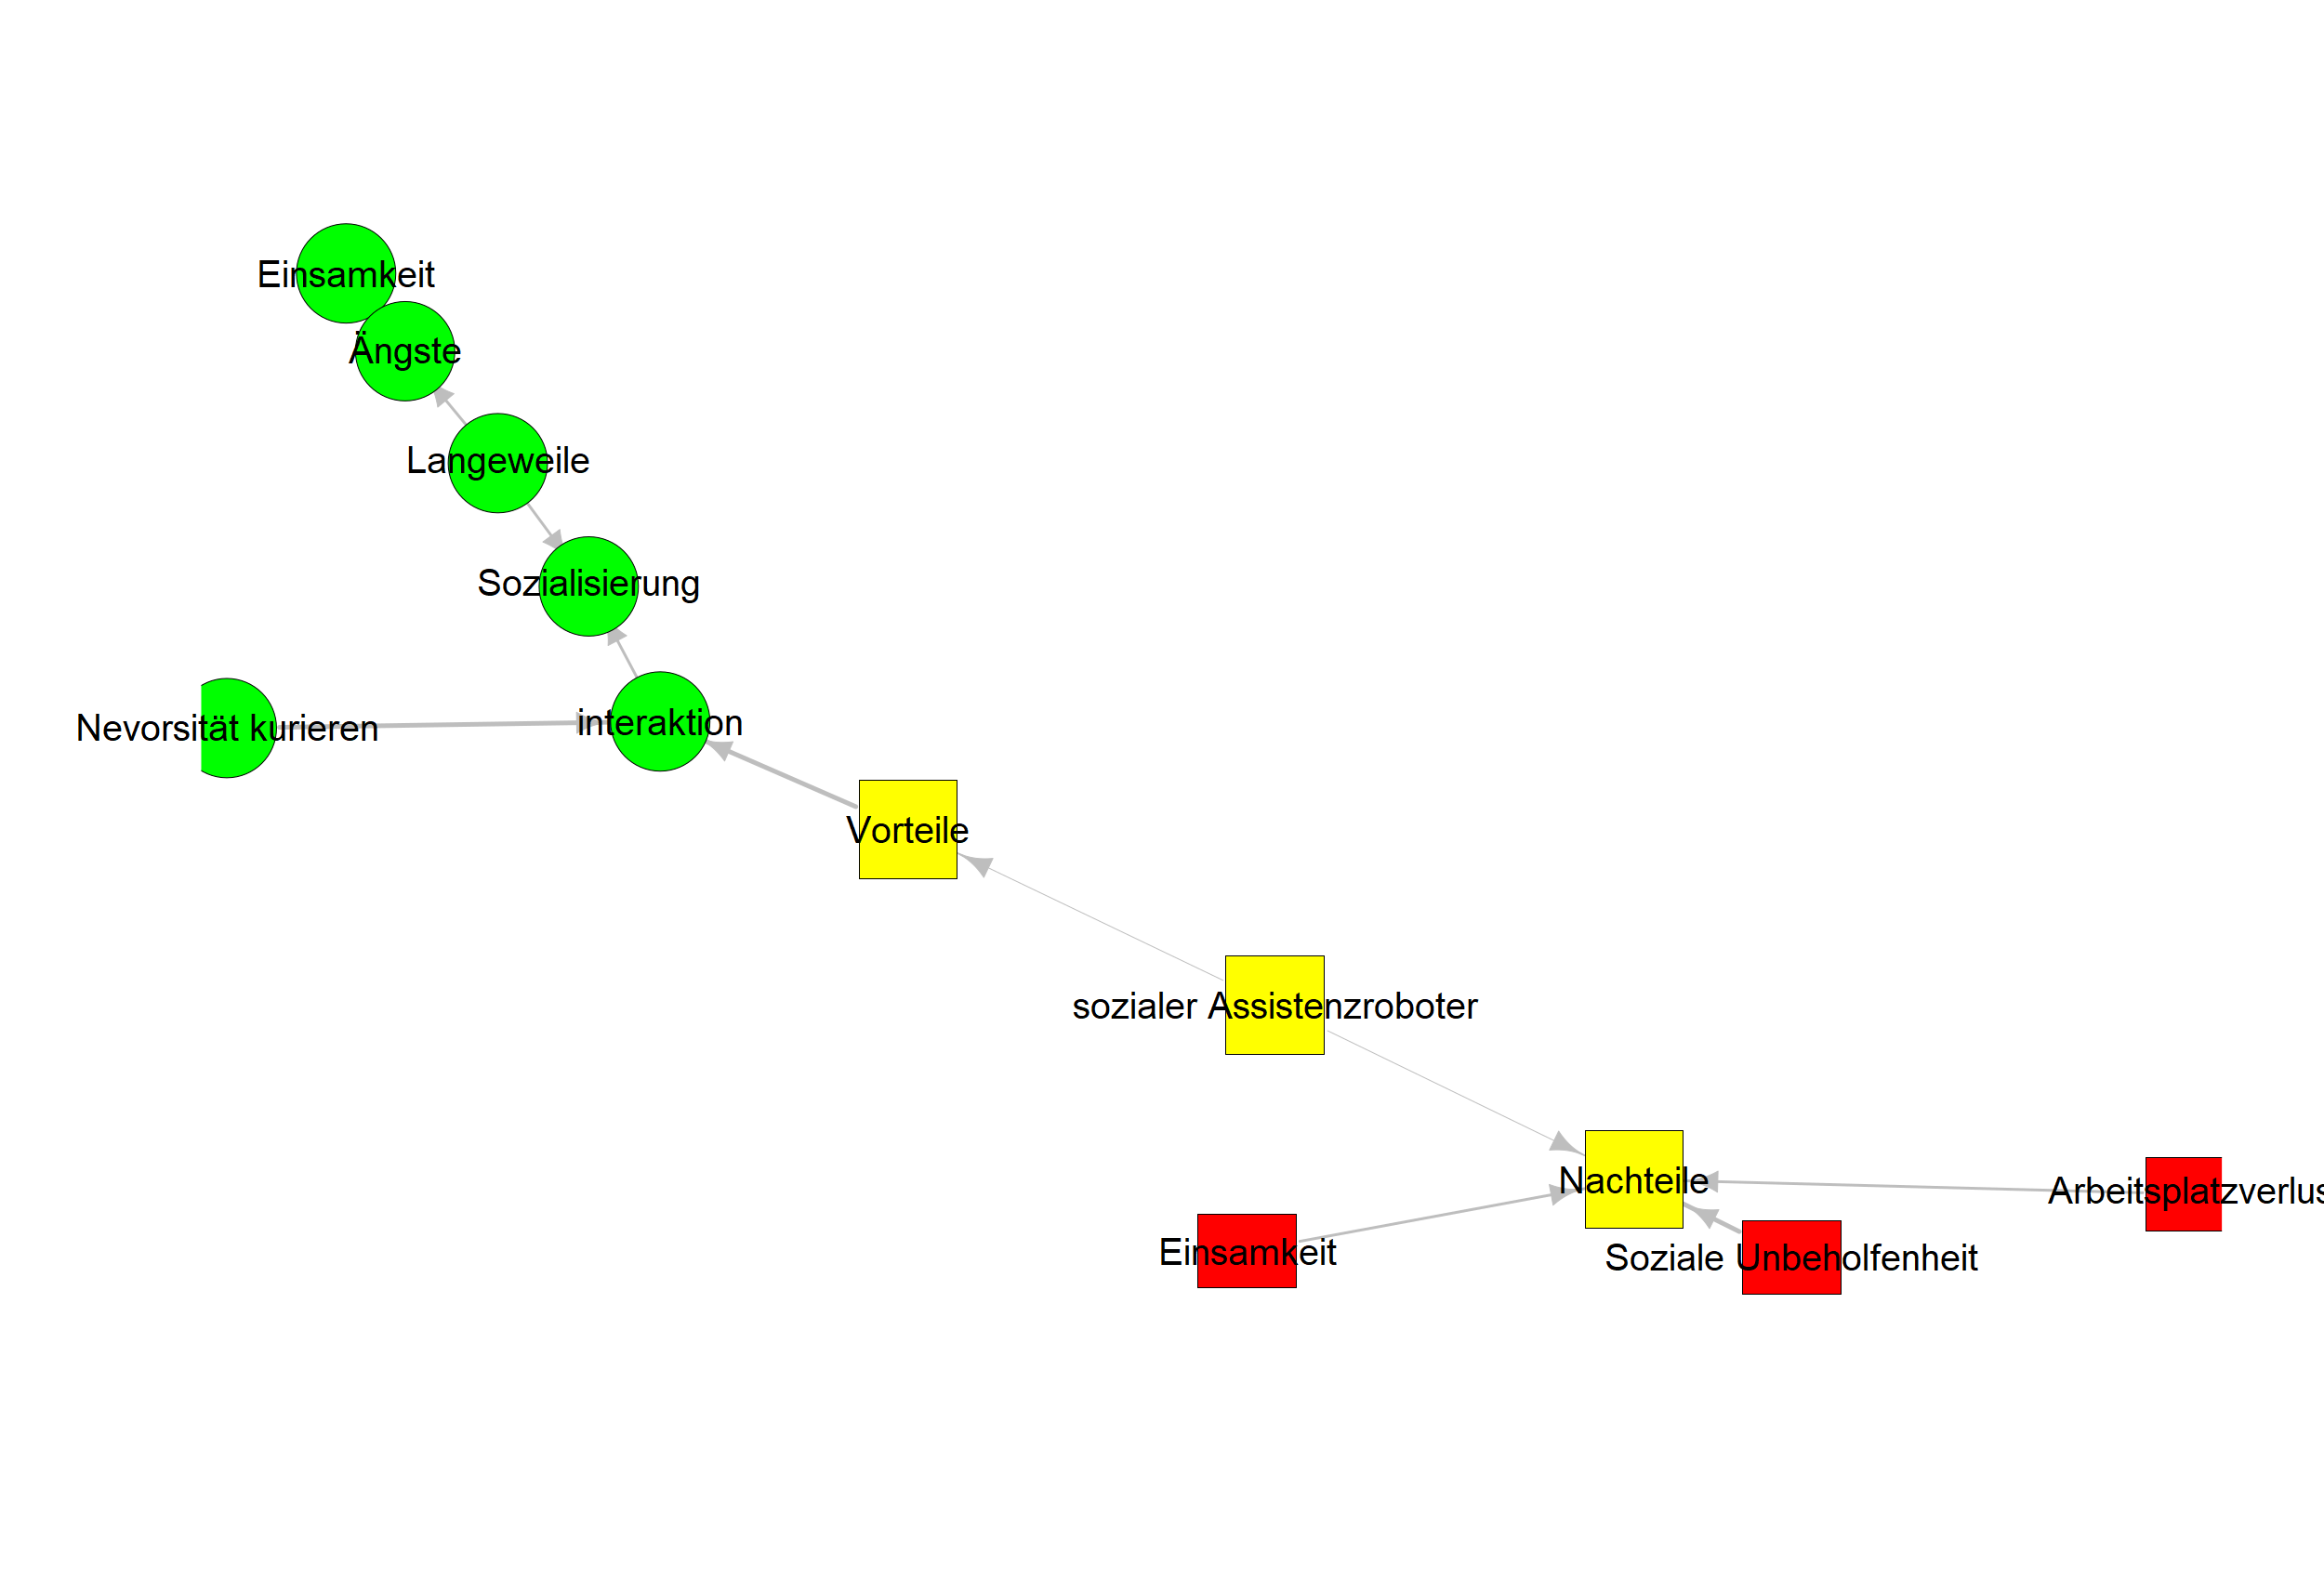 Einsamkeit
Ängste
Langeweile
Sozialisierung
Nevorsität kurieren
interaktion
Vorteile
sozialer Assistenzroboter
Nachteile
Arbeitsplatzverlus
Einsamkeit
Soziale Unbeholfenheit